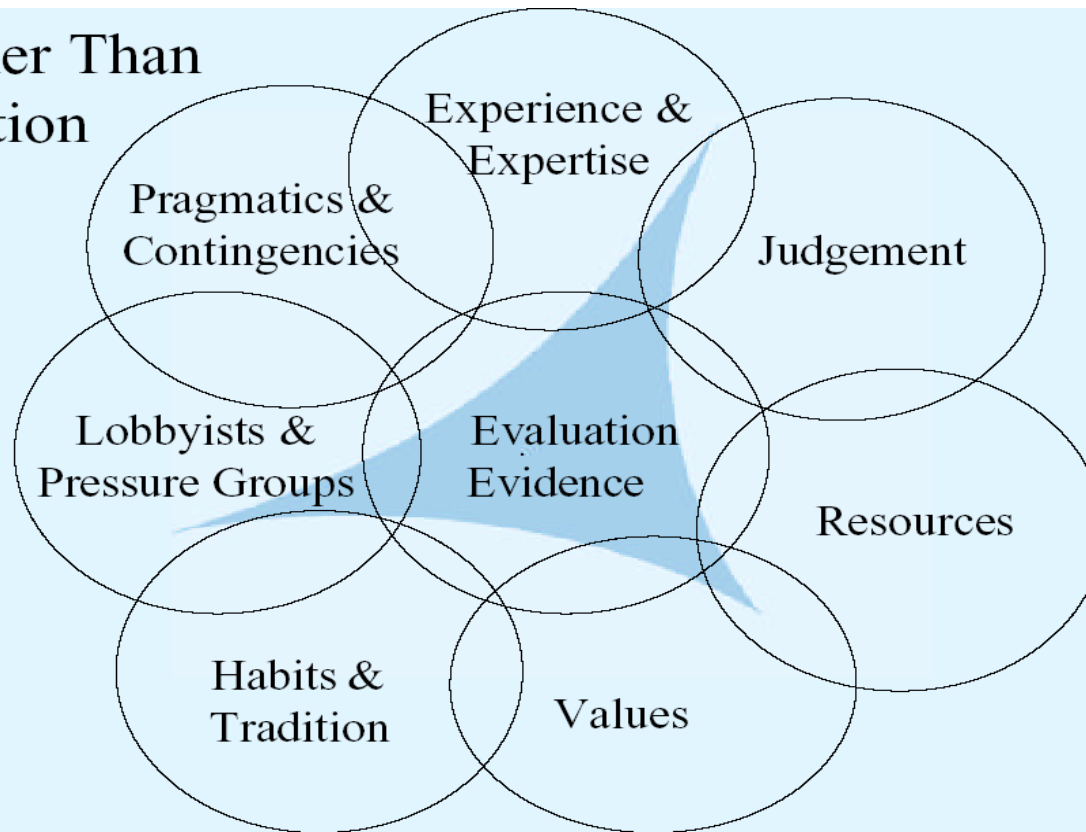 er Than
tion
Experience &
Expertise
Pragmatics &
Contingencies
Judgement
Lobbyists &
Pressure Groups
Evaluation
Evidence
Resources
Habits &
Tradition
Values